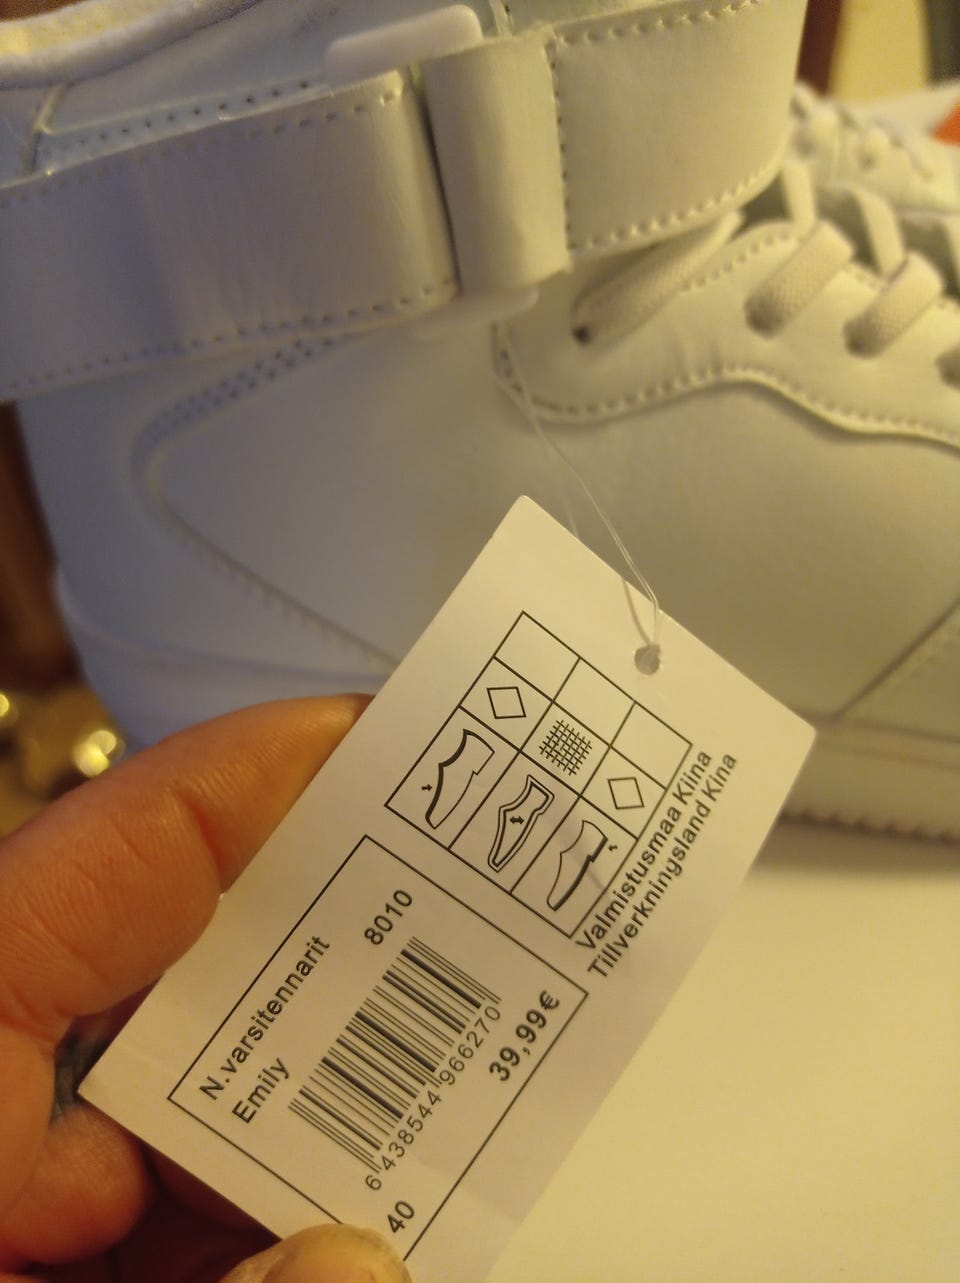 Valmistusmaa Kiina
Tillverkningsland Kina
N.varsitennarit
8010
Emily
6 438544 966270
39,99€
40